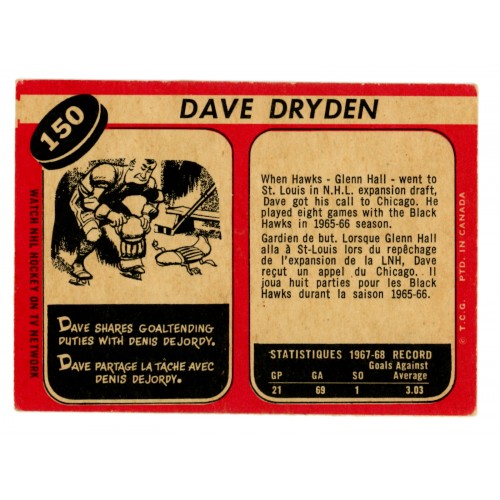 150
DAVE DRYDEN
WATCH NHL HOCKEY ON TV NETWORK
DAVE SHARES GOALTENDING
DUTIES WITH DENIS DEJORDY.
DAVE PARTAGE LA TÂCHE AVEC
DENIS DEJORDY.
When Hawks - Glenn Hall - went to
St. Louis in N.H.L. expansion draft,
Dave got his call to Chicago. He
played eight games with the Black
Hawks in 1965-66 season.
Gardien de but. Lorsque Glenn Hall
alla à St-Louis lors du repêchage
de l'expansion de la LNH, Dave
reçut un appel du Chicago. Il
joua huit parties pour les Black
Hawks durant la saison 1965-66.
STATISTIQUES 1967-68 RECORD
Goals Against
GP GA SO Average
21 69 1 3.03
© T.C.G. PTD. IN CANADA